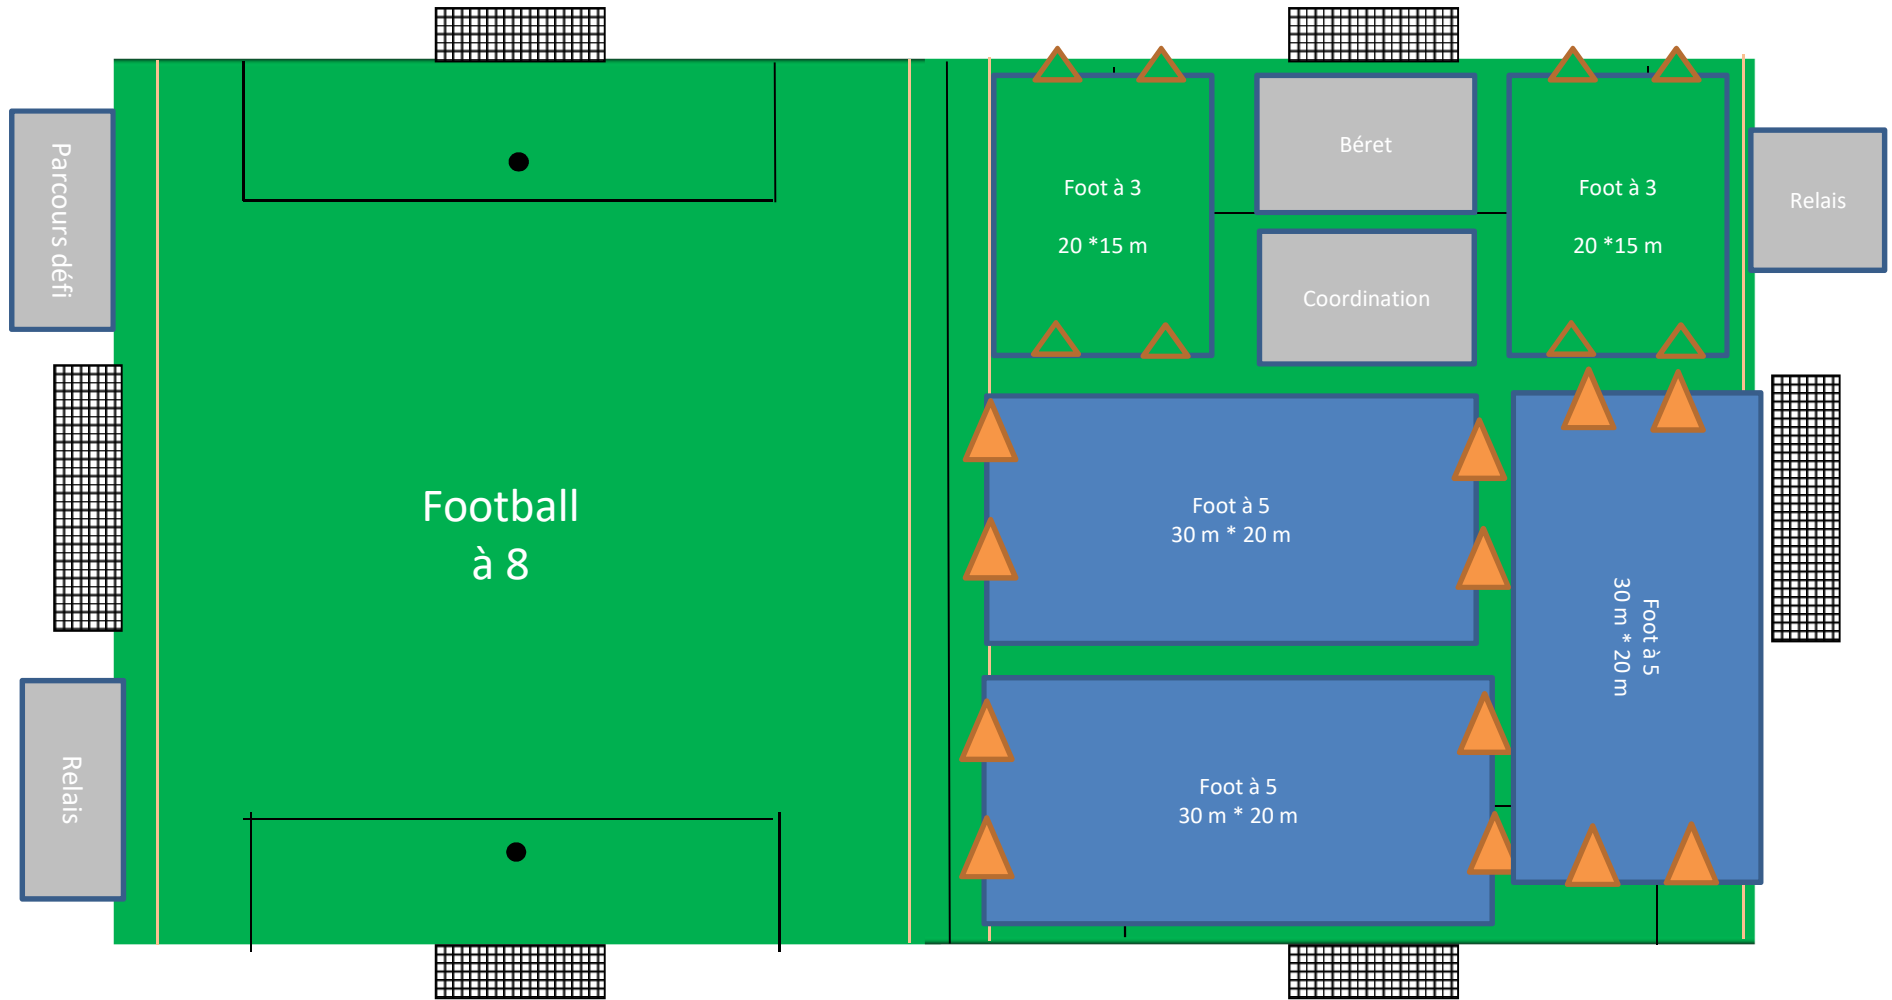 Parcours défi
Relais
Football
à 8
Foot à 3
20 *15 m
Béret
Coordination
Foot à 3
20 *15 m
Relais
Foot à 5
30 m * 20 m
Foot à 5
30 m * 20 m
Foot à 5
30 m * 20 m